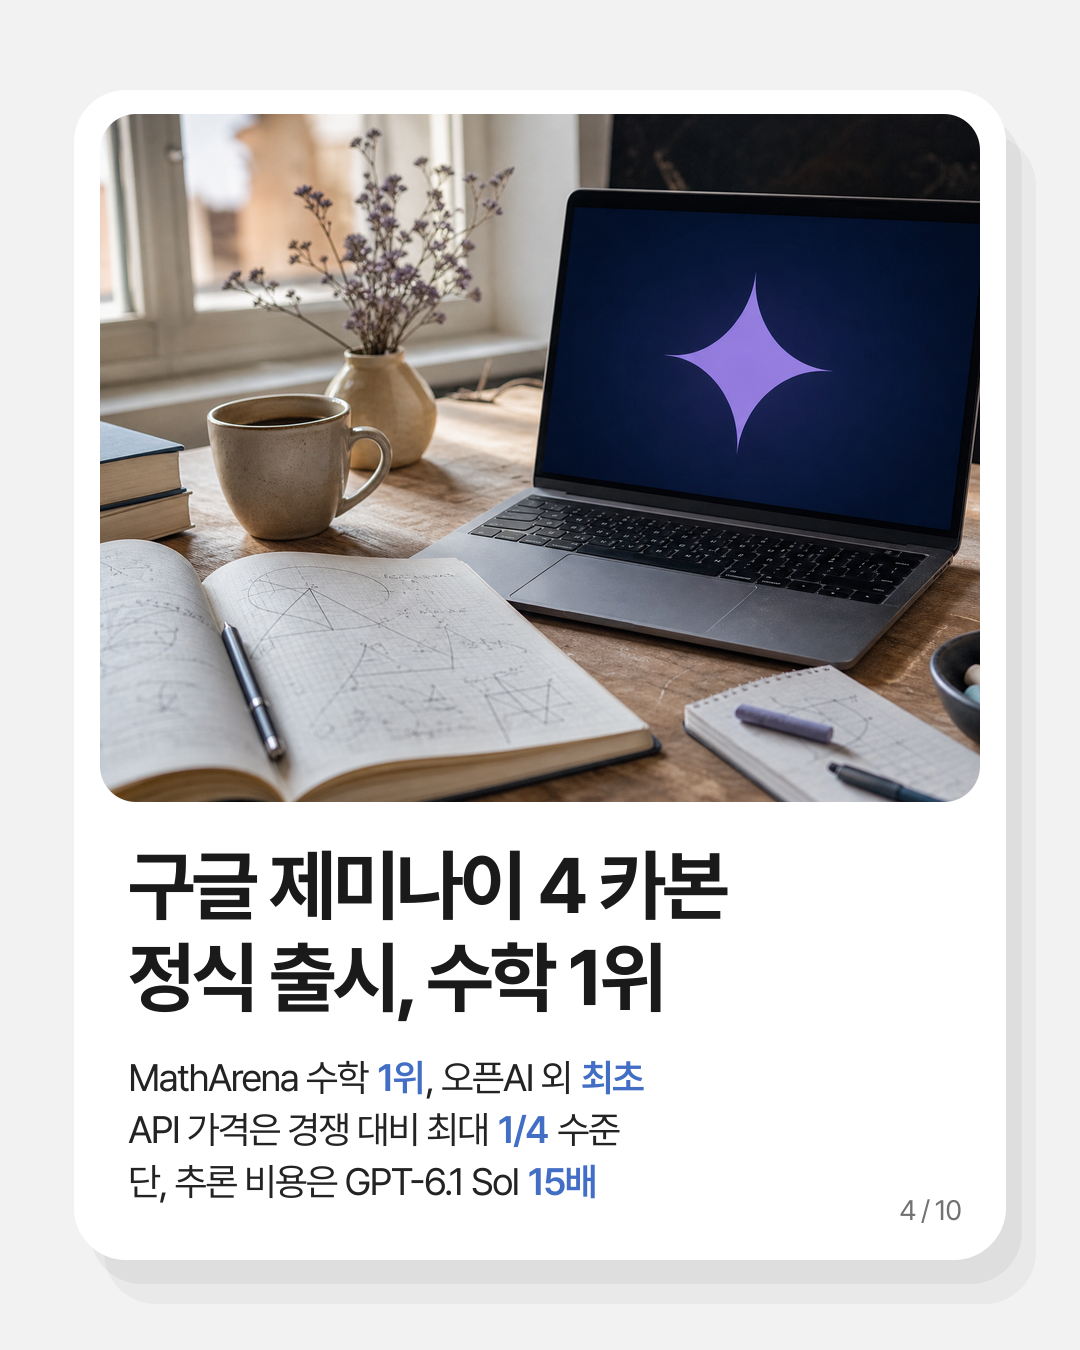 구글 제미나이 4 카본
정식 출시, 수학 1위
MathArena 수학 1위, 오픈AI 외 최초
API 가격은 경쟁 대비 최대 1/4 수준
단, 추론 비용은 GPT-6.1 Sol 15배
4 / 10